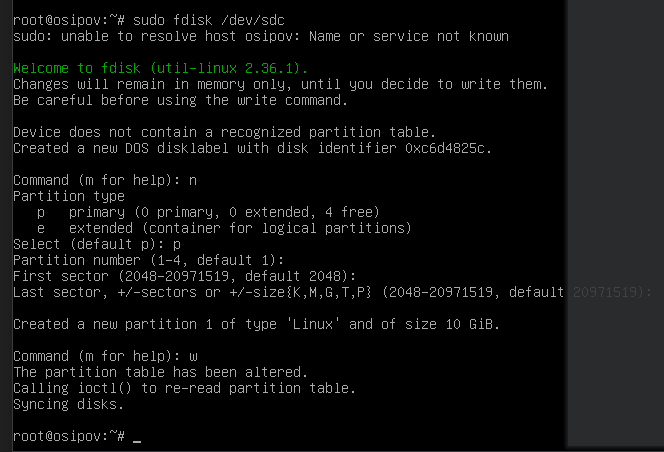 root@osipov:~# sudo fdisk /dev/sdc
sudo: unable to resolve host osipov: Name or service not known
Welcome to fdisk (util-linux 2.36.1).
Changes will remain in memory only, until you decide to write them.
Be careful before using the write command.
Device does not contain a recognized partition table.
Created a new DOS disklabel with disk identifier 0xc6d4825c.
Command (m for help): n
Partition type
p   primary (0 primary, 0 extended, 4 free)
e   extended (container for logical partitions)
Select (default p): p
Partition number (1-4, default 1):
First sector (2048-20971519, default 2048):
Last sector, +/-sectors or +/-size{K,M,G,T,P} (2048-20971519, default 20971519):
Created a new partition 1 of type 'Linux' and of size 10 GiB.
Command (m for help): w
The partition table has been altered.
Calling ioctl() to re-read partition table.
Syncing disks.
root@osipov:~# _